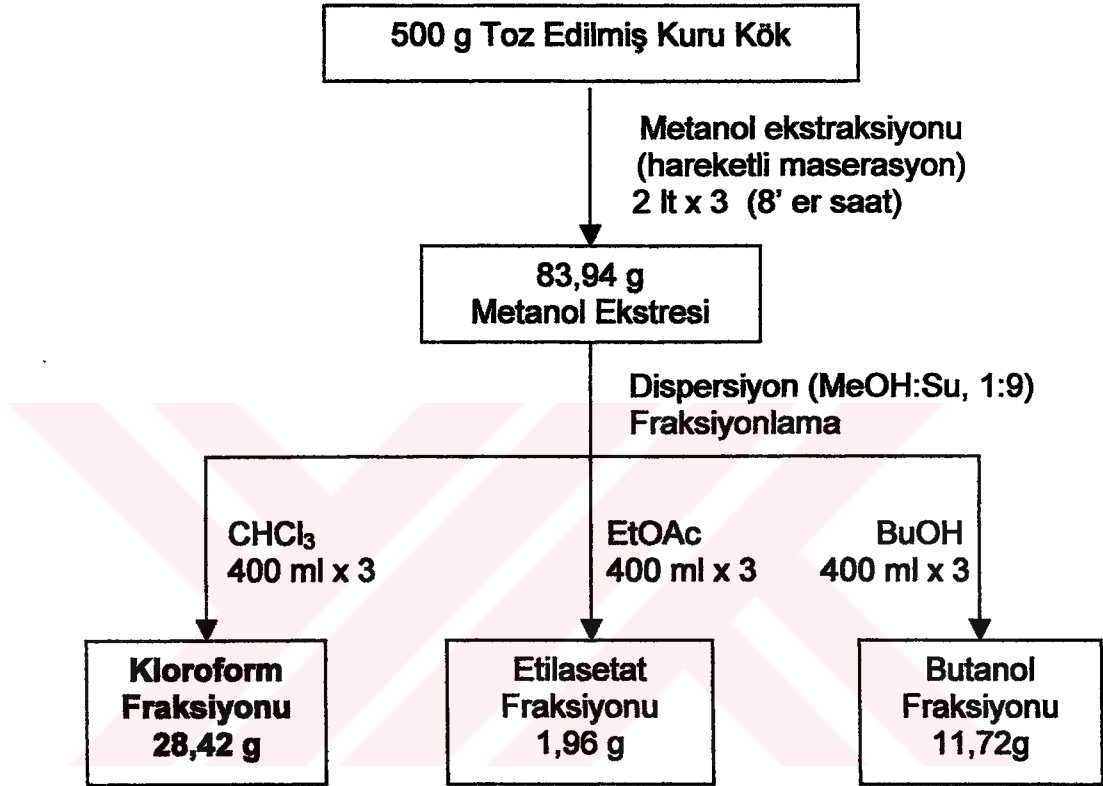 500 g Toz Edilmiş Kuru Kök
Metanol ekstraksiyonu
(hareketli maserasyon)
2 lt x 3 (8' er saat)
83,94 g
Metanol Ekstresi
Dispersiyon (MeOH:Su, 1:9)
Fraksiyonlama
CHCl₃
400 ml x 3
EtOAc
400 ml x 3
BuOH
400 ml x 3
Kloroform
Fraksiyonu
28,42 g
Etilasetat
Fraksiyonu
1,96 g
Butanol
Fraksiyonu
11,72g